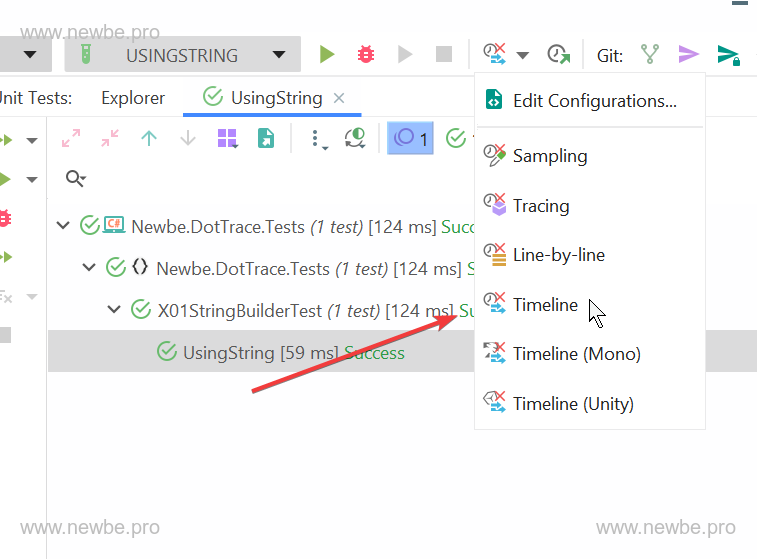 www.newbe.pro
USINGSTRING
Git:
nit Tests:
Explorer
UsingString
Edit Configurations...
1
Sampling
Tracing
Newbe.DotTrace.Tests (1 test) [124 ms] Succ
Line-by-line
Newbe.DotTrace.Tests (1 test) [124 ms] S
X01StringBuilderTest (1 test) [124 ms] Su
Timeline
UsingString [59 ms] Success
Timeline (Mono)
Timeline (Unity)
www.newbe.pro
www.newbe.pro